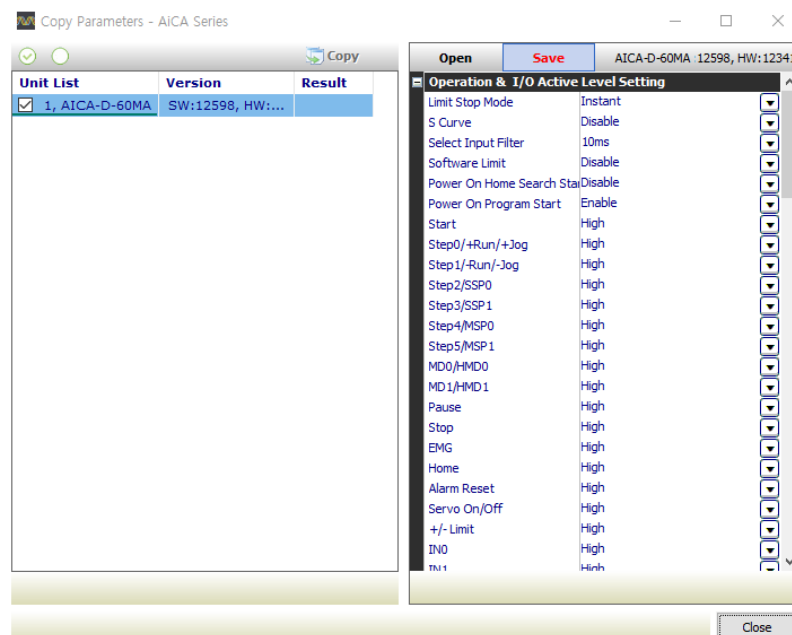 Copy Parameters - AiCA Series
Copy
Unit List Version Result
1, AICA-D-60MA SW:12598, HW:...
Open Save AICA-D-60MA :12598, HW:1234
Operation & I/O Active Level Setting
Limit Stop Mode Instant
S Curve Disable
Select Input Filter 10ms
Software Limit Disable
Power On Home Search Star Disable
Power On Program Start Enable
Start High
Step0/+Run/+Jog High
Step1/-Run/-Jog High
Step2/SSP0 High
Step3/SSP1 High
Step4/MSP0 High
Step5/MSP1 High
MD0/HMD0 High
MD1/HMD1 High
Pause High
Stop High
EMG High
Home High
Alarm Reset High
Servo On/Off High
+/- Limit High
IN0 High
IN1 High
Close